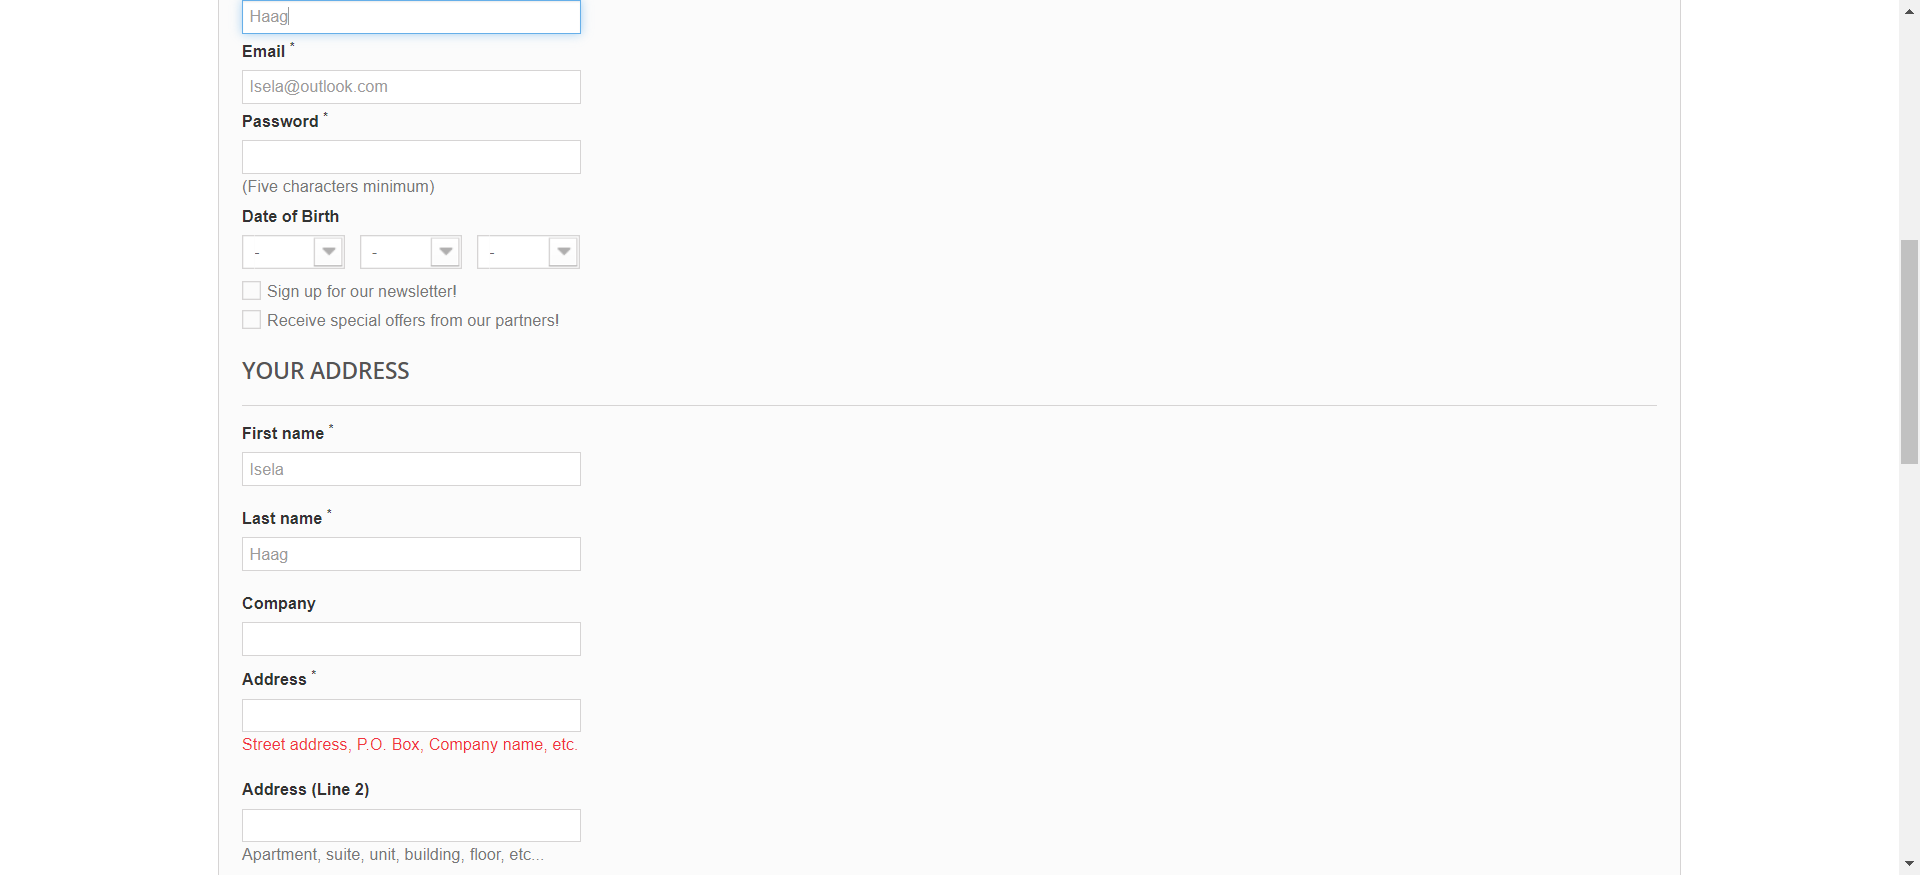 Haag
Email *
Isela@outlook.com
Password *
(Five characters minimum)
Date of Birth
- - -
Sign up for our newsletter!
Receive special offers from our partners!
YOUR ADDRESS
First name *
Isela
Last name *
Haag
Company
Address *
Street address, P.O. Box, Company name, etc.
Address (Line 2)
Apartment, suite, unit, building, floor, etc...